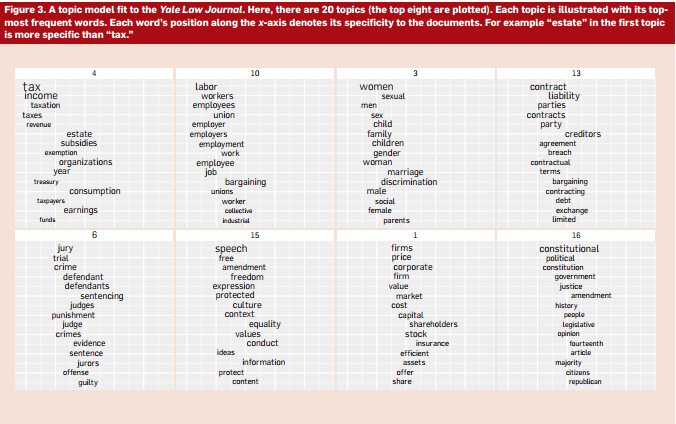 Figure 3. A topic model fit to the Yale Law Journal. Here, there are 20 topics (the top eight are plotted). Each topic is illustrated with its top-
most frequent words. Each word's position along the x-axis denotes its specificity to the documents. For example "estate" in the first topic
is more specific than "tax."
4
tax
income
taxation
taxes
revenue
estate
subsidies
exemption
organizations
year
treasury
consumption
taxpayers
earnings
funds
10
labor
workers
employees
union
employer
employers
employment
work
employee
job
bargaining
unions
worker
collective
industrial
3
women
sexual
men
sex
child
family
children
gender
woman
marriage
discrimination
male
social
female
parents
13
contract
liability
parties
contracts
party
creditors
agreement
breach
contractual
terms
bargaining
contracting
debt
exchange
limited
6
jury
trial
crime
defendant
defendants
sentencing
judges
punishment
judge
crimes
evidence
sentence
jurors
offense
guilty
15
speech
free
amendment
freedom
expression
protected
culture
context
equality
values
conduct
ideas
information
protect
content
1
firms
price
corporate
firm
value
market
cost
capital
shareholders
stock
insurance
efficient
assets
offer
share
16
constitutional
political
constitution
government
justice
amendment
history
people
legislative
opinion
fourteenth
article
majority
citizens
republican